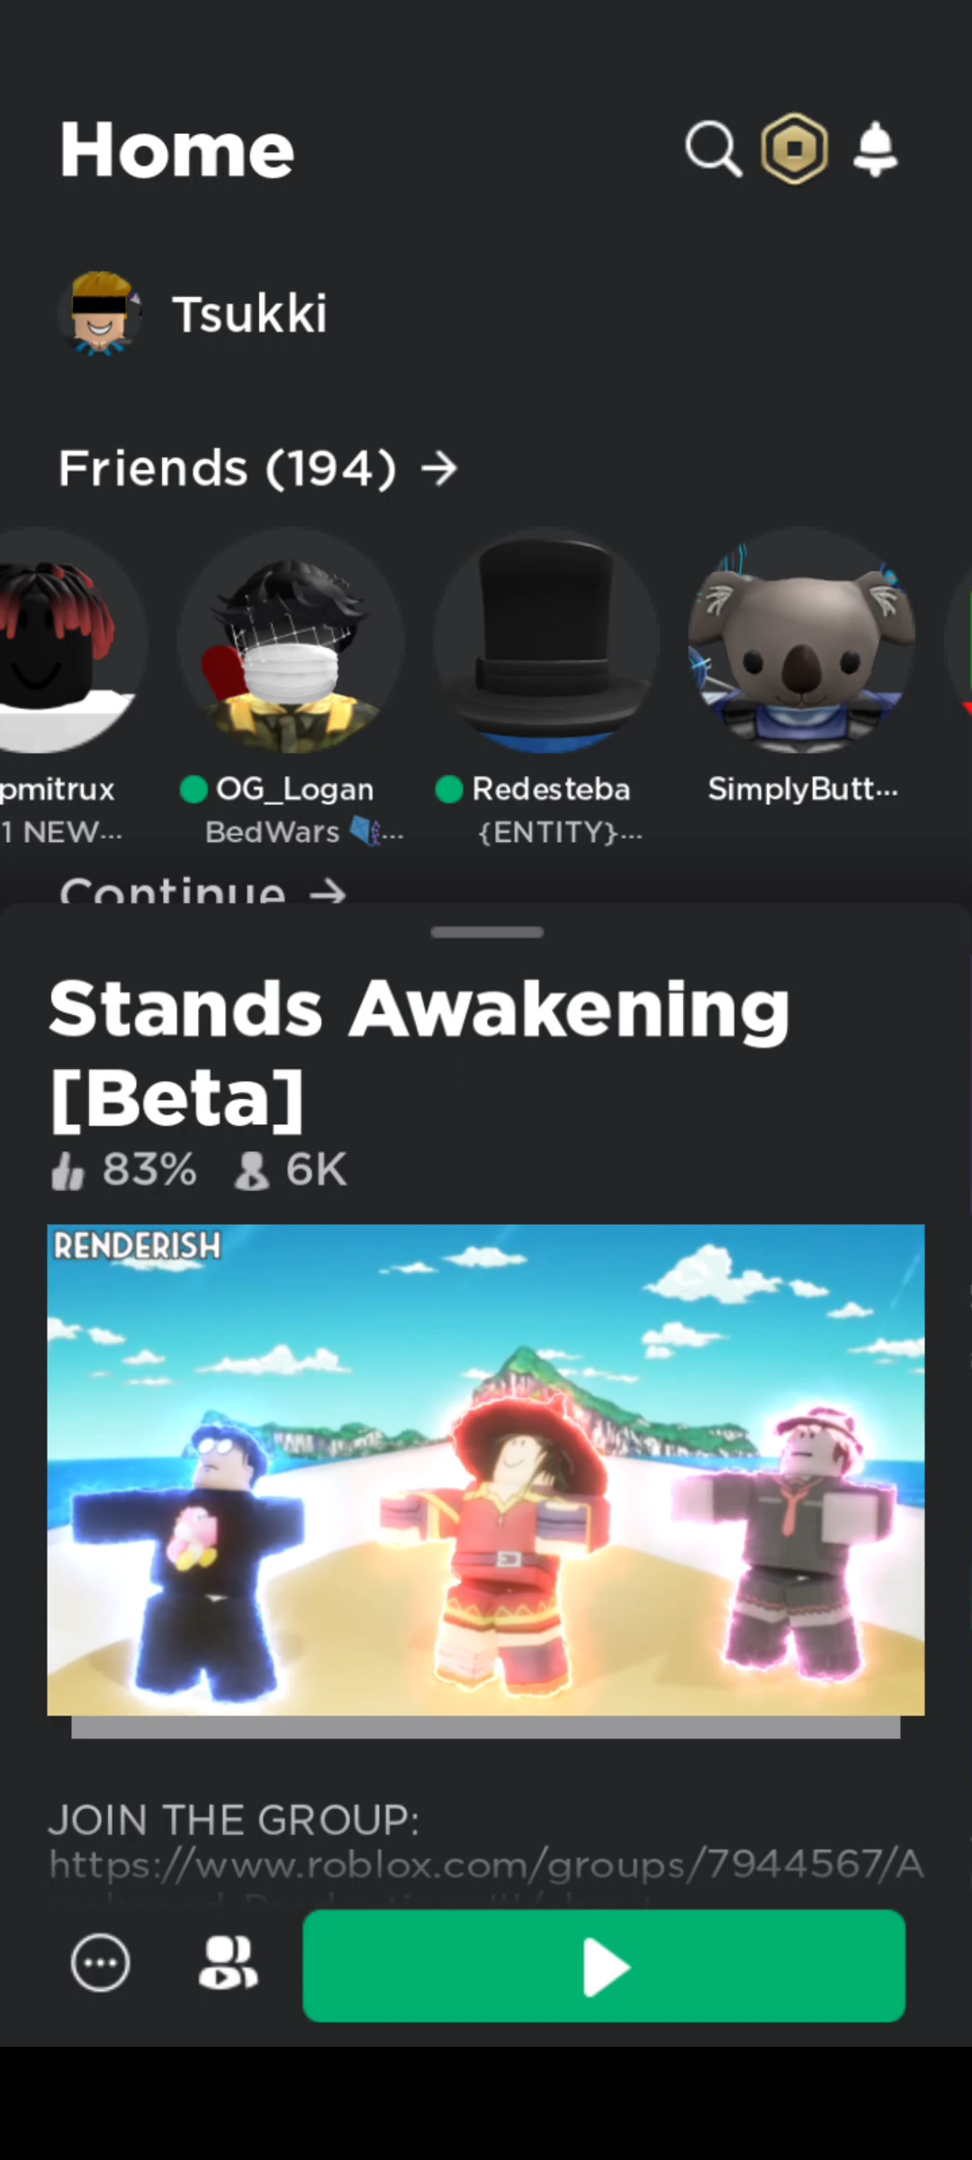 Home
Tsukki
Friends (194) →
pmitrux
OG_Logan
Redesteba
SimplyButt...
1 NEW...
BedWars ...
{ENTITY}...
Continue →
Stands Awakening
[Beta]
83% 6K
RENDERISH
JOIN THE GROUP:
https://www.roblox.com/groups/7944567/A